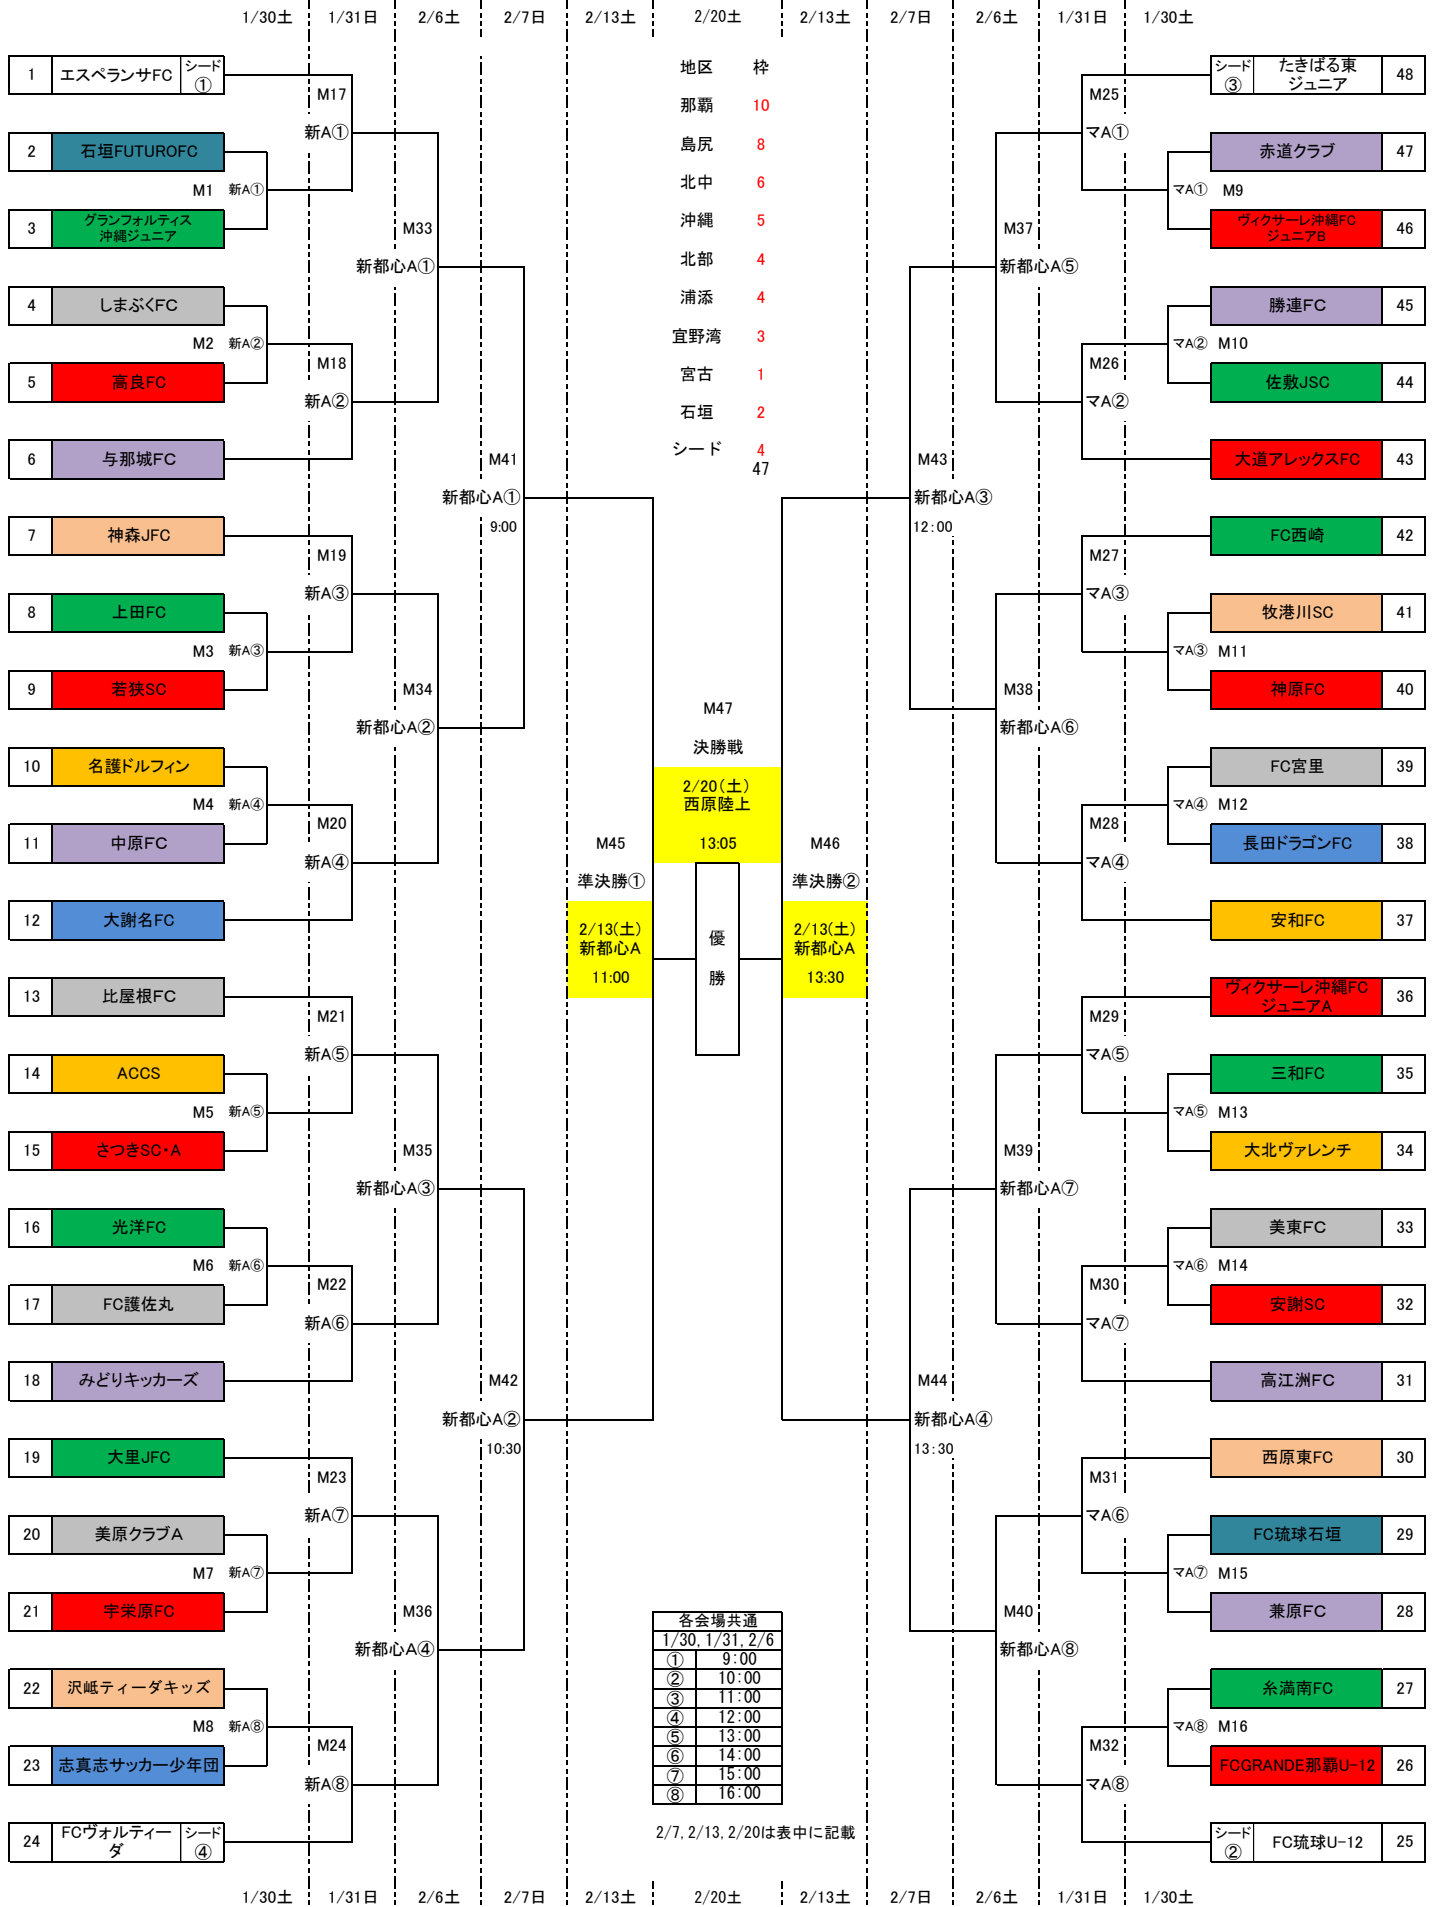 1/30土 1/31日 2/6土 2/7日 2/13土 2/20土 2/13土 2/7日 2/6土 1/31日 1/30土
1 エスペランサFC シード①
M17
新A①
2 石垣FUTUROFC
M1 新A①
3 グランフォルティス
沖縄ジュニア
M33
新都心A①
4 しまぶくFC
M2 新A②
5 高良FC
M18
新A②
6 与那城FC
M41
新都心A①
9:00
7 神森JFC
M19
新A③
8 上田FC
M3 新A③
9 若狭SC
M34
新都心A②
10 名護ドルフィン
M4 新A④
11 中原FC
M20
新A④
12 大謝名FC
13 比屋根FC
M21
新A⑤
14 ACCS
M5 新A⑤
15 さつきSC・A
M35
新都心A③
16 光洋FC
M6 新A⑥
17 FC護佐丸
M22
新A⑥
18 みどりキッカーズ
M42
新都心A②
10:30
19 大里JFC
M23
新A⑦
20 美原クラブA
M7 新A⑦
21 宇栄原FC
M36
新都心A④
22 沢岻ティーダキッズ
M8 新A⑧
23 志真志サッカー少年団
M24
新A⑧
24 FCヴォルティーダ シード④
地区 枠
那覇 10
島尻 8
北中 6
沖縄 5
北部 4
浦添 4
宜野湾 3
宮古 1
石垣 2
シード 4
47
M47
決勝戦
2/20(土)
西原陸上
13:05
優勝
M45
準決勝①
2/13(土)
新都心A
11:00
M46
準決勝②
2/13(土)
新都心A
13:30
各会場共通
1/30, 1/31, 2/6
① 9:00
② 10:00
③ 11:00
④ 12:00
⑤ 13:00
⑥ 14:00
⑦ 15:00
⑧ 16:00
2/7, 2/13, 2/20は表中に記載
シード③ たきばる東
ジュニア 48
M25
マA①
赤道クラブ 47
マA① M9
ヴィクサーレ沖縄FC
ジュニアB 46
M37
新都心A⑤
勝連FC 45
マA② M10
佐敷JSC 44
M26
マA②
大道アレックスFC 43
M43
新都心A③
12:00
FC西崎 42
M27
マA③
牧港川SC 41
マA③ M11
神原FC 40
M38
新都心A⑥
FC宮里 39
マA④ M12
長田ドラゴンFC 38
M28
マA④
安和FC 37
ヴィクサーレ沖縄FC
ジュニアA 36
M29
マA⑤
三和FC 35
マA⑤ M13
大北ヴァレンチ 34
M39
新都心A⑦
美東FC 33
マA⑥ M14
安謝SC 32
M30
マA⑦
高江洲FC 31
M44
新都心A④
13:30
西原東FC 30
M31
マA⑥
FC琉球石垣 29
マA⑦ M15
兼原FC 28
M40
新都心A⑧
糸満南FC 27
マA⑧ M16
FCGRANDE那覇U-12 26
M32
マA⑧
シード② FC琉球U-12 25
1/30土 1/31日 2/6土 2/7日 2/13土 2/20土 2/13土 2/7日 2/6土 1/31日 1/30土